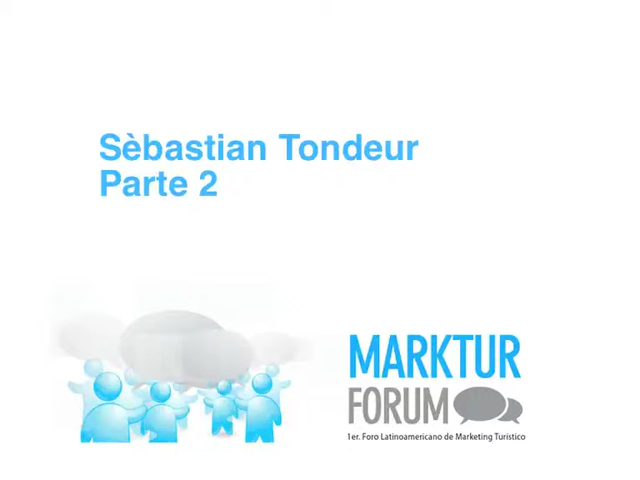 Sèbastian Tondeur
Parte 2
MARKTUR
FORUM
1er. Foro Latinoamericano de Marketing Turístico